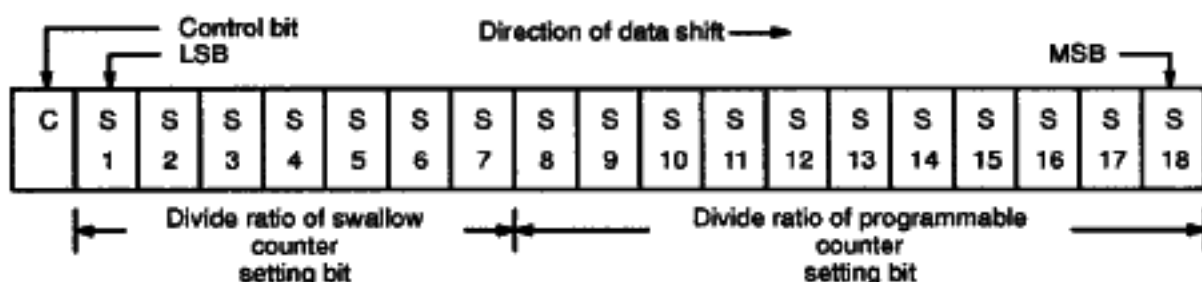 Control bit
LSB
Direction of data shift
MSB
C S S S S S S S S S S S S S S S S S S
1 2 3 4 5 6 7 8 9 10 11 12 13 14 15 16 17 18
Divide ratio of swallow
counter
setting bit
Divide ratio of programmable
counter
setting bit